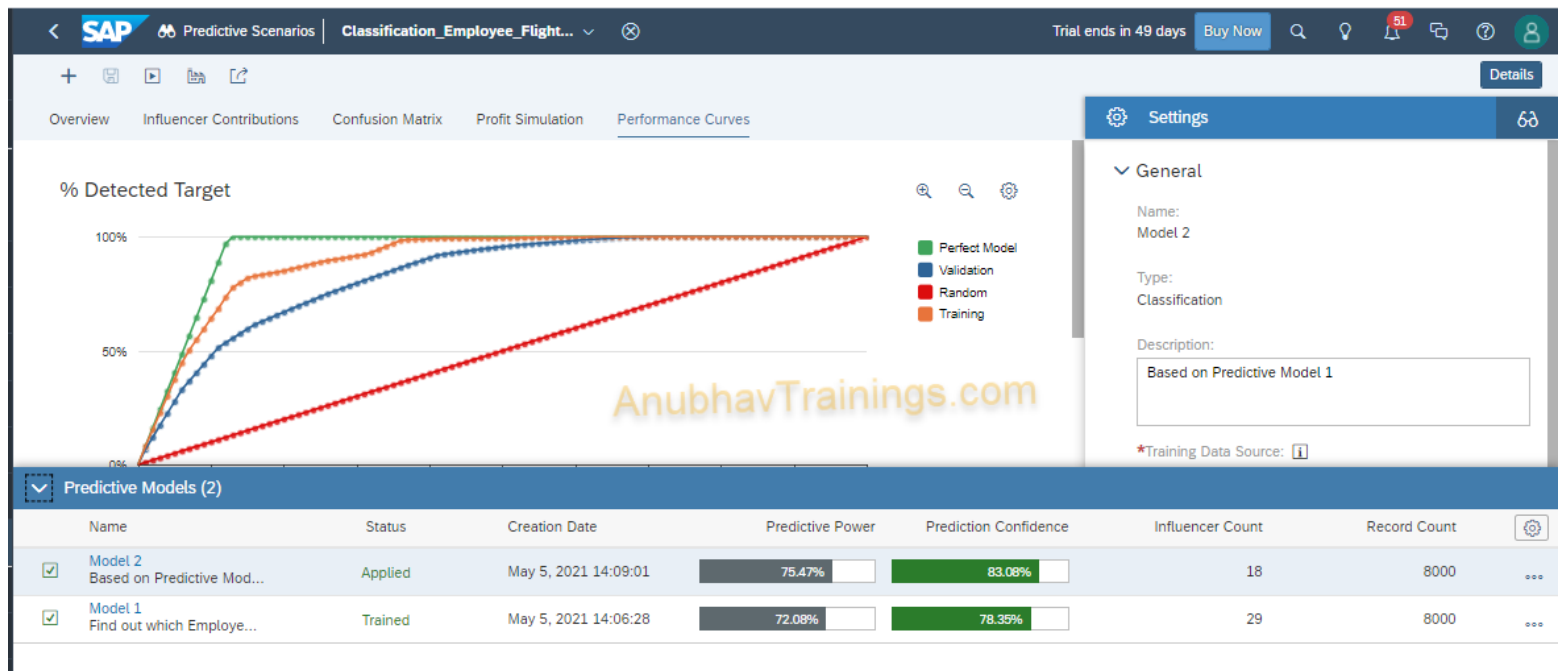 SAP Predictive Scenarios Classification_Employee_Flight... Trial ends in 49 days Buy Now 51
Details
Overview Influencer Contributions Confusion Matrix Profit Simulation Performance Curves
Settings
General
% Detected Target
Name:
Model 2
100%
Perfect Model
Validation
Random
Training
Type:
Classification
50%
Description:
Based on Predictive Model 1
AnubhavTrainings.com
*Training Data Source:
0%
Predictive Models (2)
Name Status Creation Date Predictive Power Prediction Confidence Influencer Count Record Count
Model 2
Based on Predictive Mod... Applied May 5, 2021 14:09:01 75.47% 83.08% 18 8000
Model 1
Find out which Employe... Trained May 5, 2021 14:06:28 72.08% 78.35% 29 8000